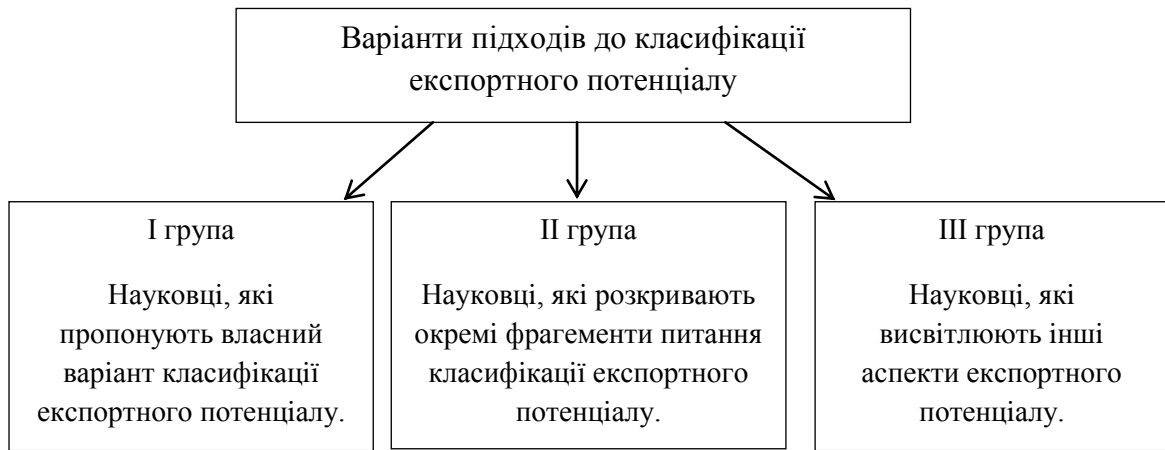 Варіанти підходів до класифікації
експортного потенціалу
І група
Науковці, які
пропонують власний
варіант класифікації
експортного потенціалу.
ІІ група
Науковці, які розкривають
окремі фрагементи питання
класифікації експортного
потенціалу.
ІІІ група
Науковці, які
висвітлюють інші
аспекти експортного
потенціалу.